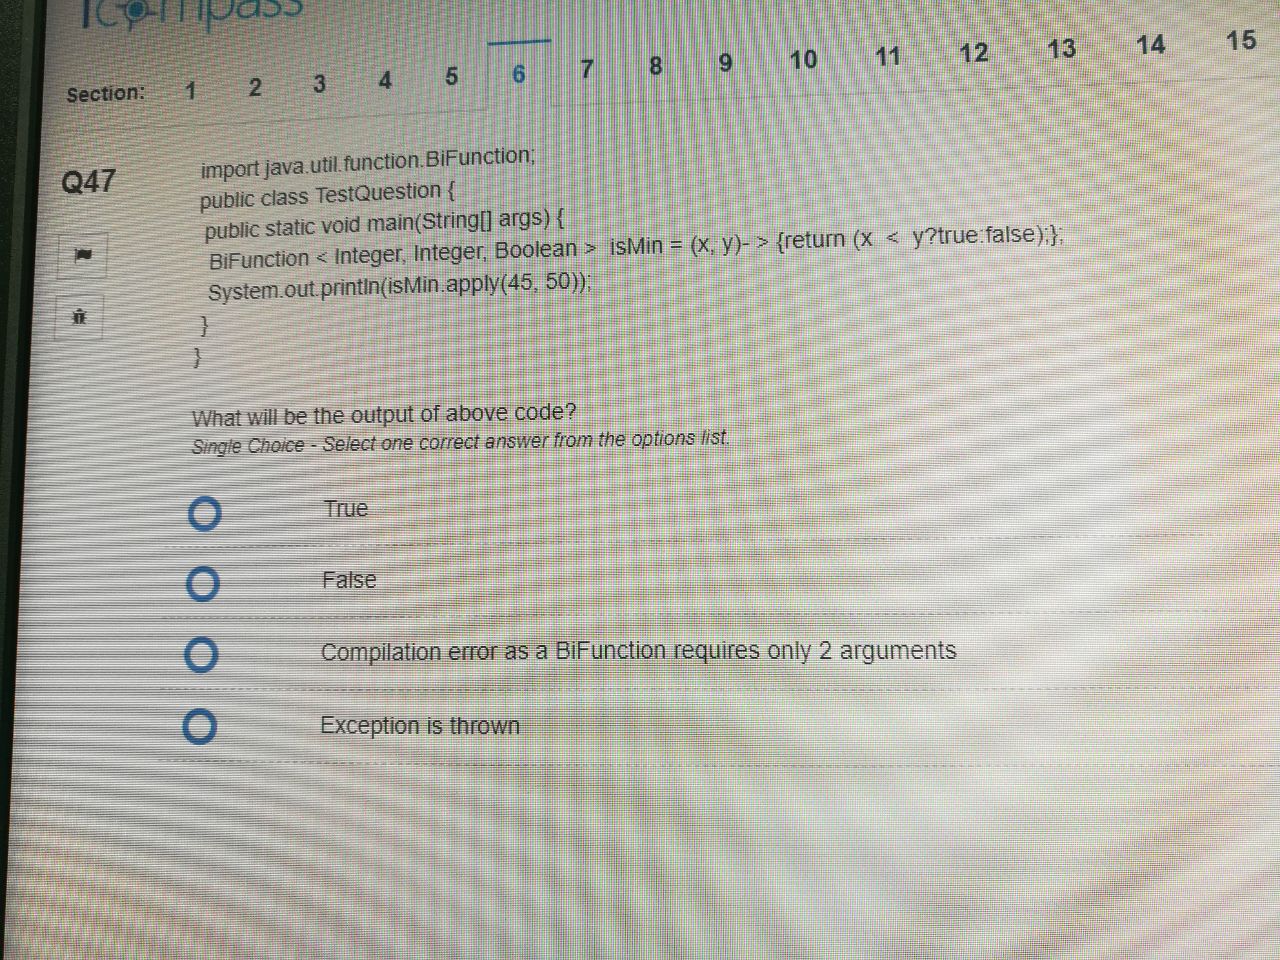 Section: 1 2 3 4 5 6 7 8 9 10 11 12 13 14 15
Q47
import java.util.function.BiFunction;
public class TestQuestion {
public static void main(String[] args) {
BiFunction < Integer, Integer, Boolean > isMin = (x, y)- > {return (x < y?true:false);};
System.out.println(isMin.apply(45, 50));
}
}
What will be the output of above code?
Single Choice - Select one correct answer from the options list.
True
False
Compilation error as a BiFunction requires only 2 arguments
Exception is thrown